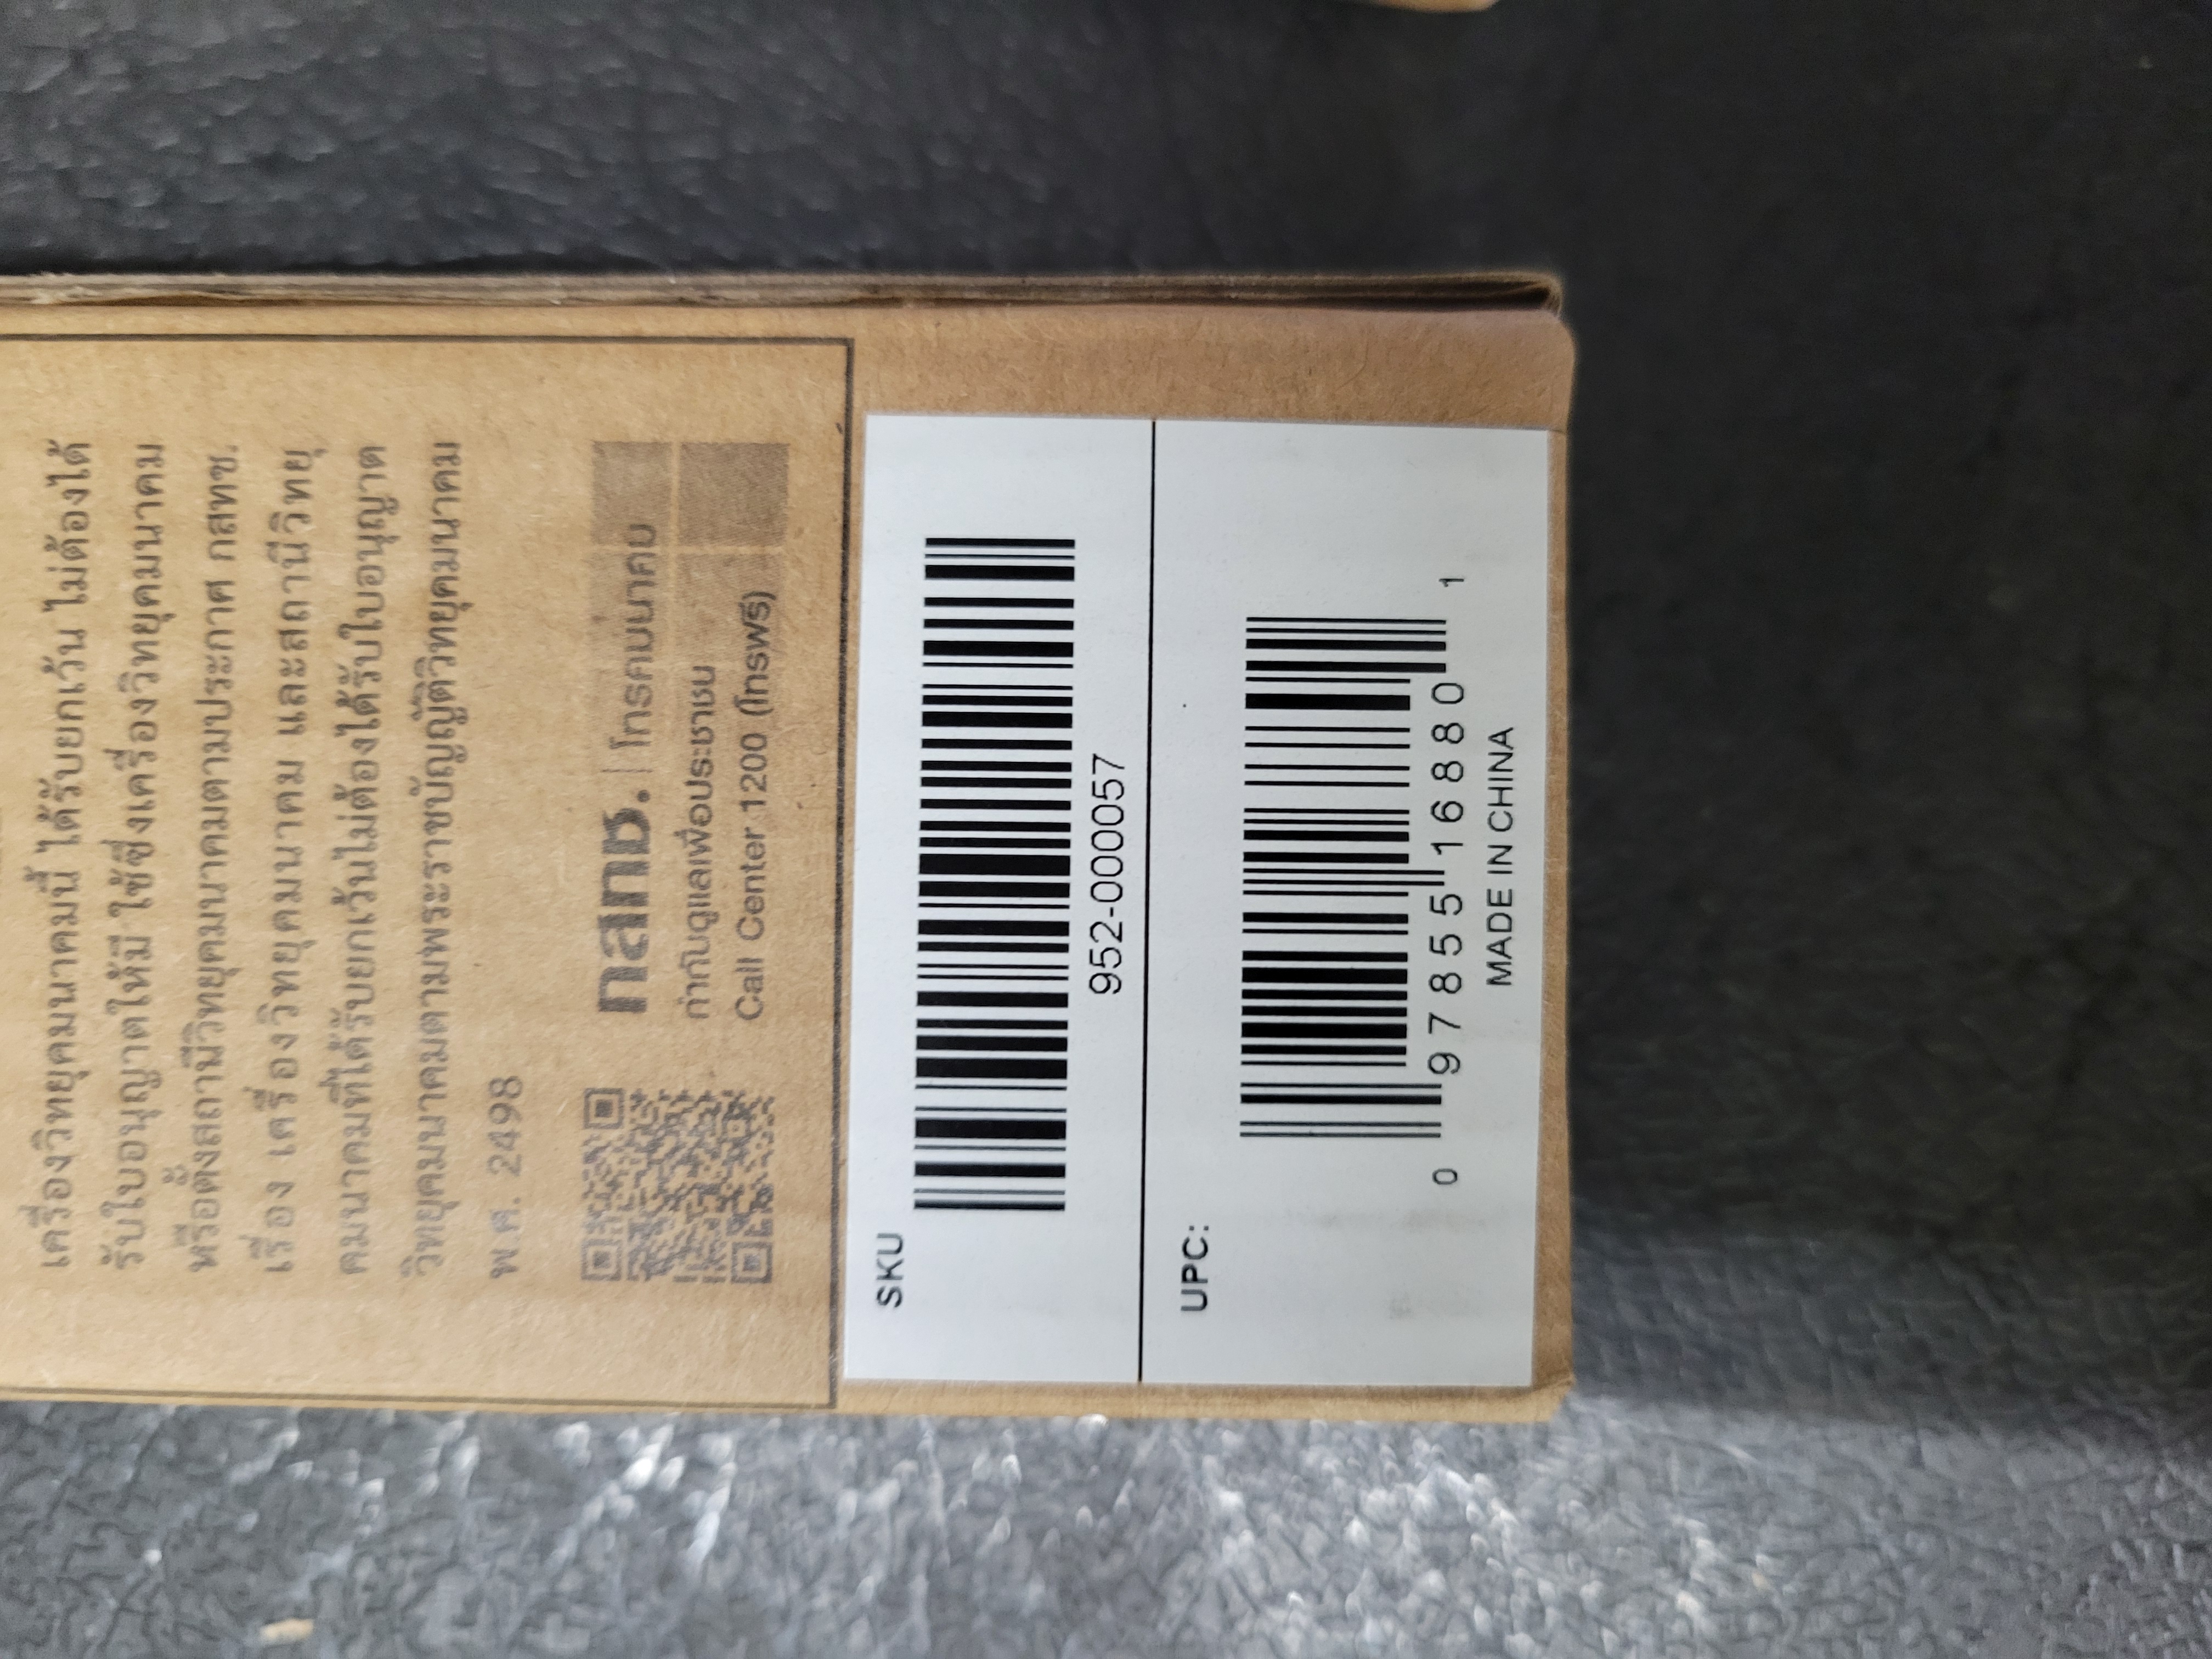 เครื่องวิทยุคมนาคมนี้ ได้รับยกเว้น ไม่ต้องได้
รับใบอนุญาตให้มี ใช้ซึ่งเครื่องวิทยุคมนาคม
หรือตั้งสถานีวิทยุคมนาคมตามประกาศ กสทช.
เรื่อง เครื่องวิทยุคมนาคม และสถานีวิทยุ
คมนาคมที่ได้รับยกเว้นไม่ต้องได้รับใบอนุญาต
วิทยุคมนาคมตามพระราชบัญญัติวิทยุคมนาคม
พ.ศ. 2498
กสทช. | โทรคมนาคม
กำกับดูแลเพื่อประชาชน
Call Center 1200 (โทรฟรี)
SKU
952-000057
UPC:
0 97855 16880 1
MADE IN CHINA